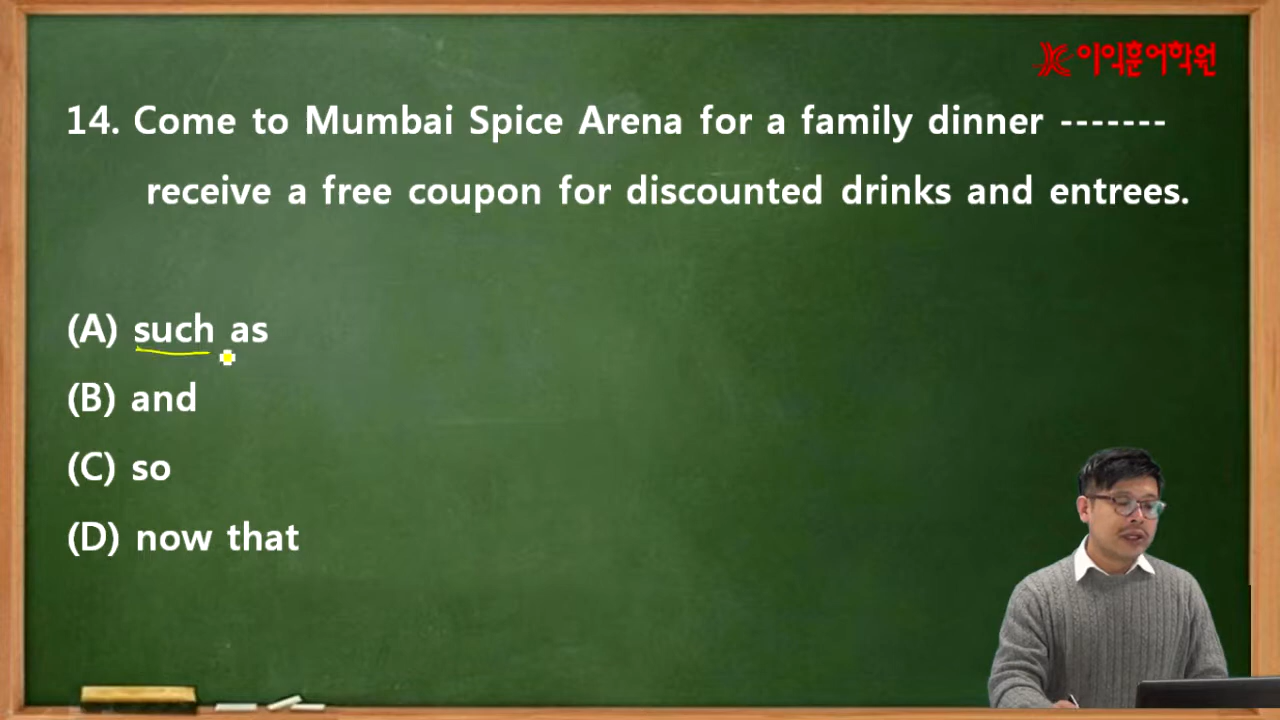 이익훈어학원
14. Come to Mumbai Spice Arena for a family dinner -------
receive a free coupon for discounted drinks and entrees.
(A) such as
(B) and
(C) so
(D) now that